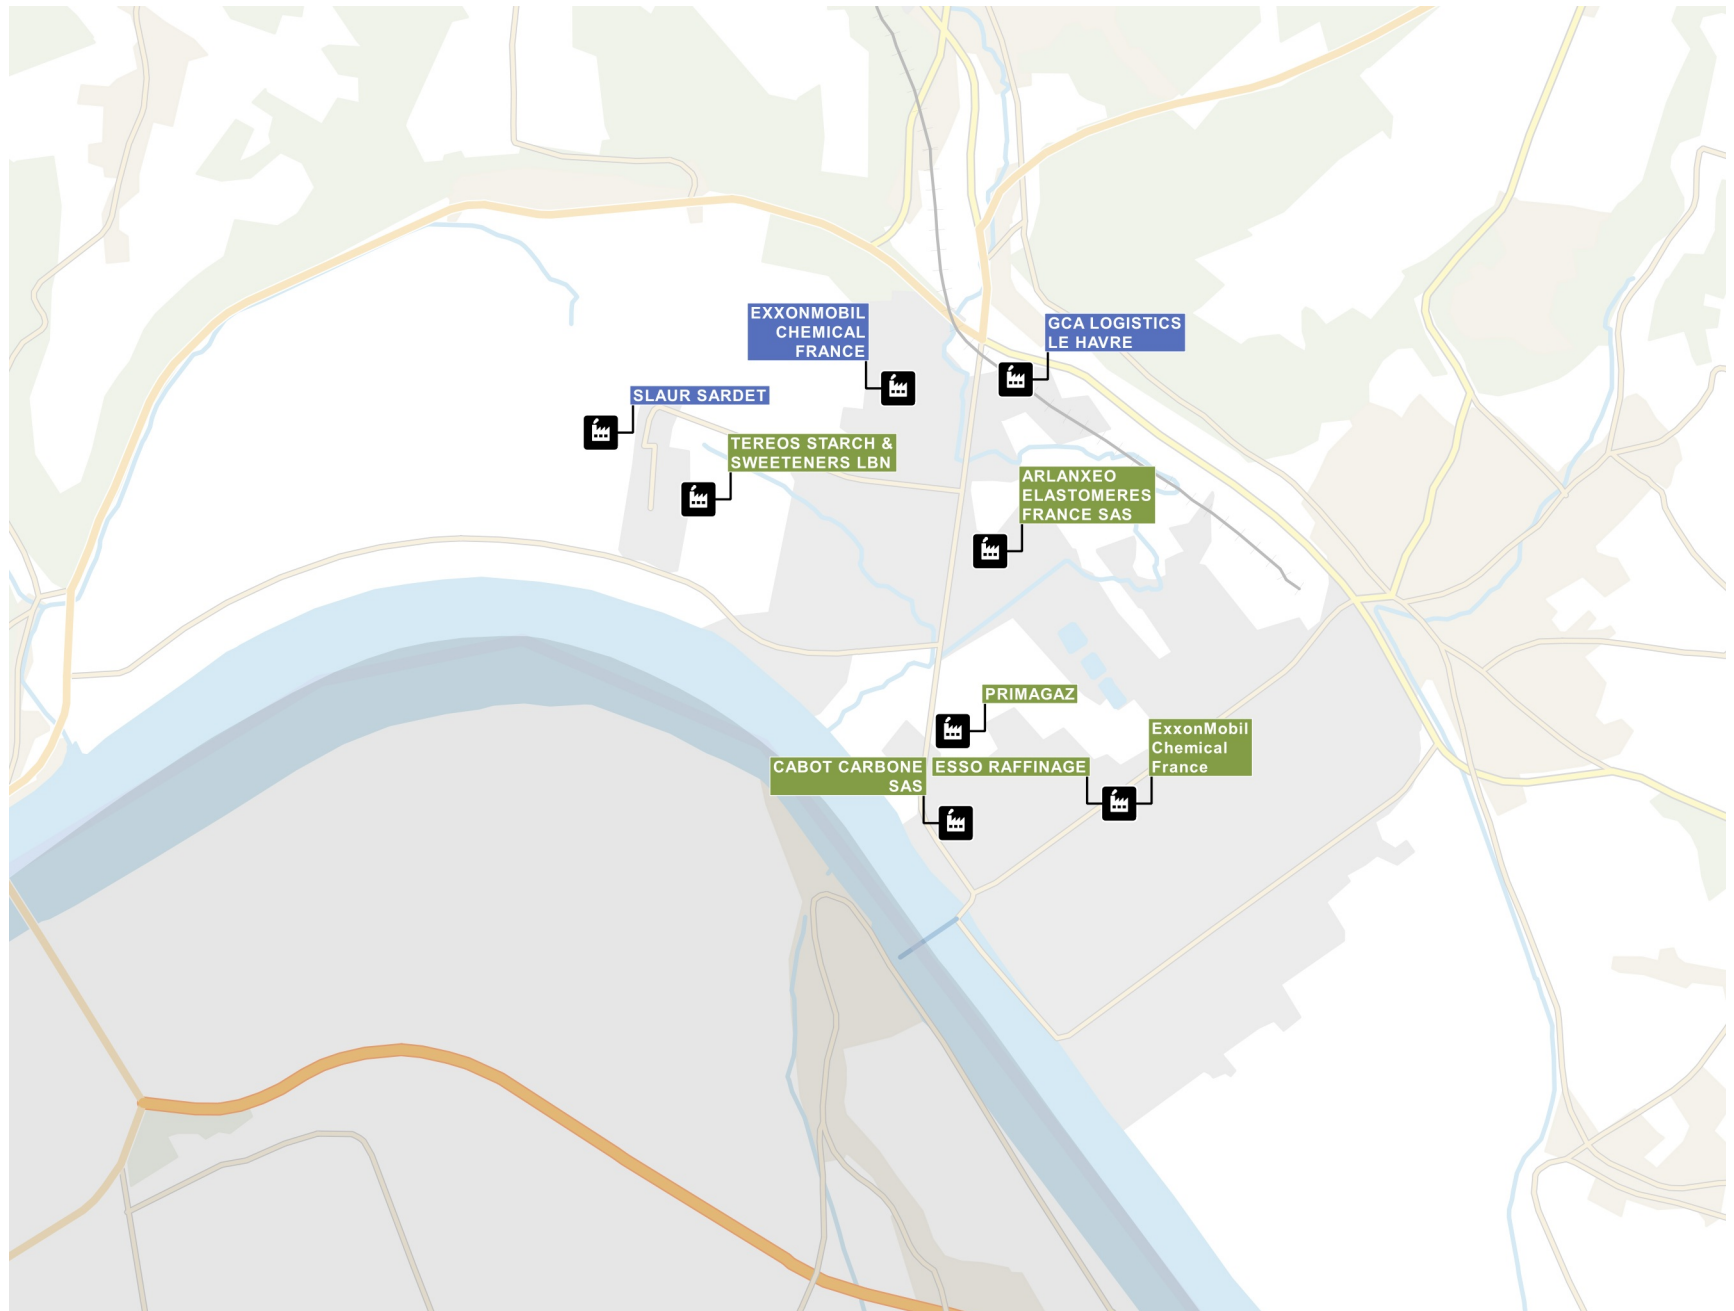 EXXONMOBIL
CHEMICAL
FRANCE
GCA LOGISTICS
LE HAVRE
SLAUR SARDET
TEREOS STARCH &
SWEETENERS LBN
ARLANXEO
ELASTOMERES
FRANCE SAS
PRIMAGAZ
ExxonMobil
Chemical
France
CABOT CARBONE
SAS
ESSO RAFFINAGE